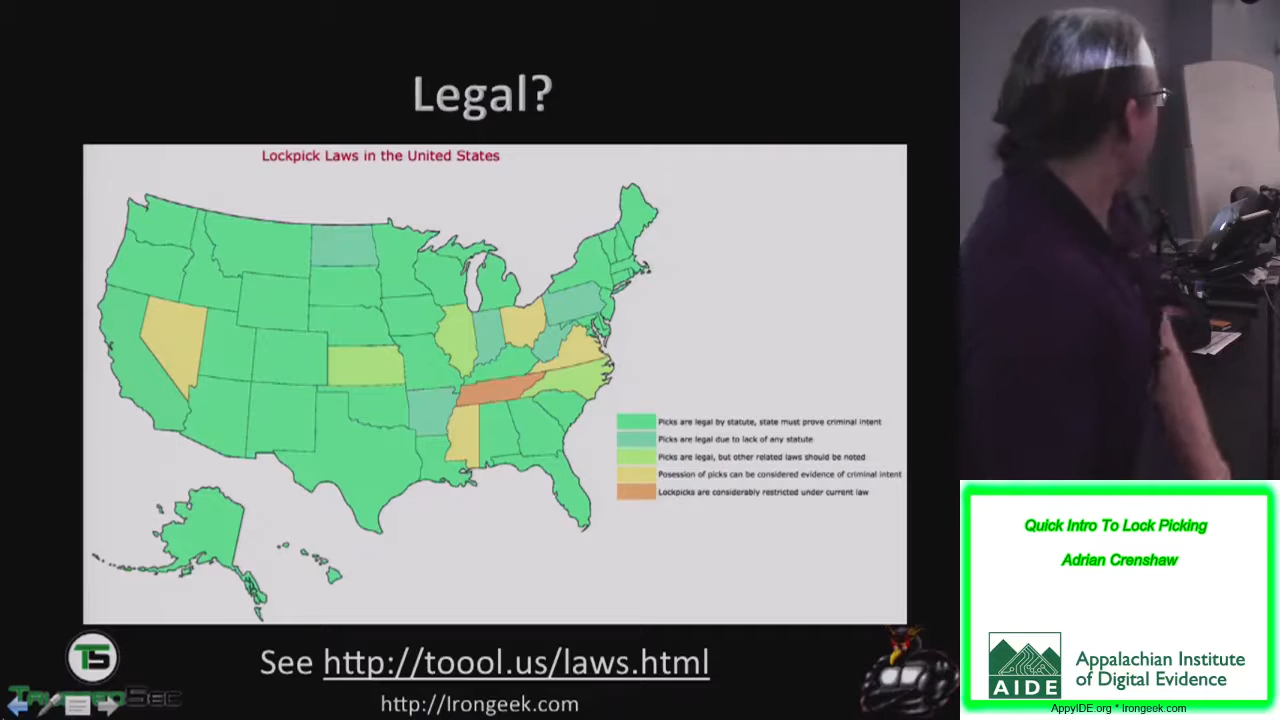 Legal?
Lockpick Laws in the United States
Picks are legal by statute, state must prove criminal intent
Picks are legal due to lack of any statute
Picks are legal, but other related laws should be noted
Posession of picks can be considered evidence of criminal intent
Lockpicks are considerably restricted under current law
TS
TrustedSec
See http://toool.us/laws.html
http://Irongeek.com
Quick Intro To Lock Picking
Adrian Crenshaw
AIDE
Appalachian Institute
of Digital Evidence
AppyIDE.org * Irongeek.com